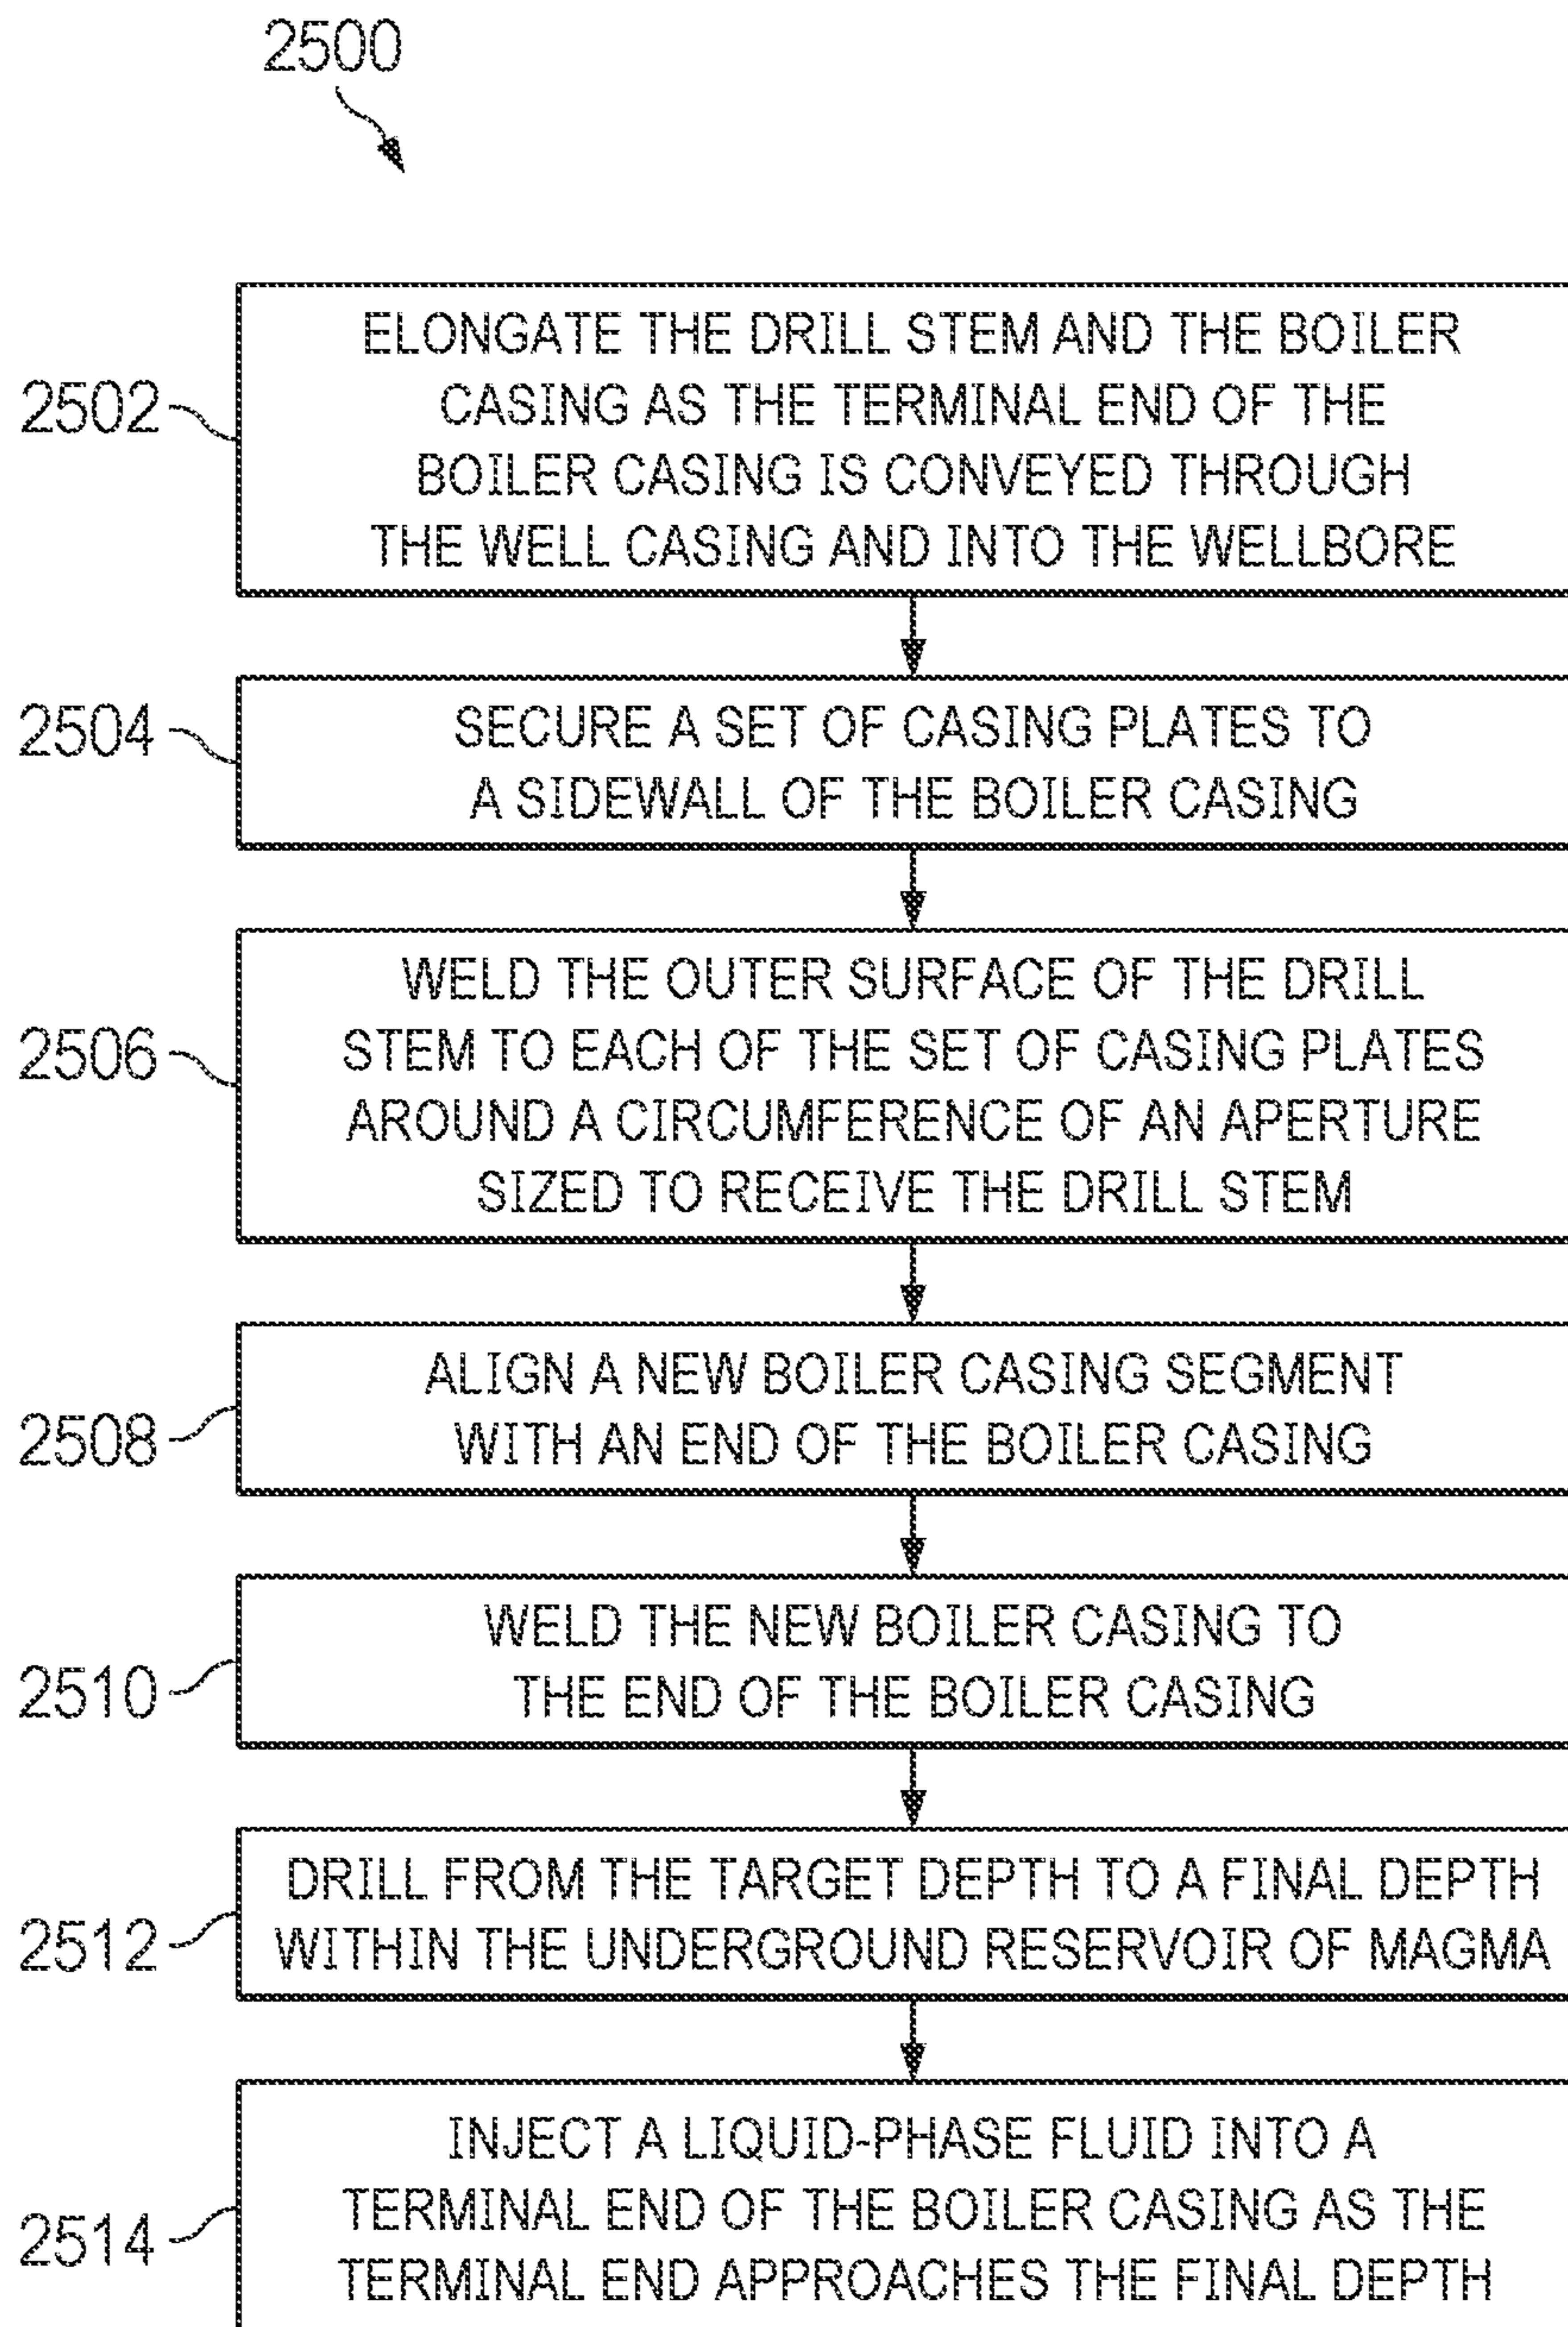 2500
2502
ELONGATE THE DRILL STEM AND THE BOILER
CASING AS THE TERMINAL END OF THE
BOILER CASING IS CONVEYED THROUGH
THE WELL CASING AND INTO THE WELLBORE
2504
SECURE A SET OF CASING PLATES TO
A SIDEWALL OF THE BOILER CASING
2506
WELD THE OUTER SURFACE OF THE DRILL
STEM TO EACH OF THE SET OF CASING PLATES
AROUND A CIRCUMFERENCE OF AN APERTURE
SIZED TO RECEIVE THE DRILL STEM
2508
ALIGN A NEW BOILER CASING SEGMENT
WITH AN END OF THE BOILER CASING
2510
WELD THE NEW BOILER CASING TO
THE END OF THE BOILER CASING
2512
DRILL FROM THE TARGET DEPTH TO A FINAL DEPTH
WITHIN THE UNDERGROUND RESERVOIR OF MAGMA
2514
INJECT A LIQUID-PHASE FLUID INTO A
TERMINAL END OF THE BOILER CASING AS THE
TERMINAL END APPROACHES THE FINAL DEPTH